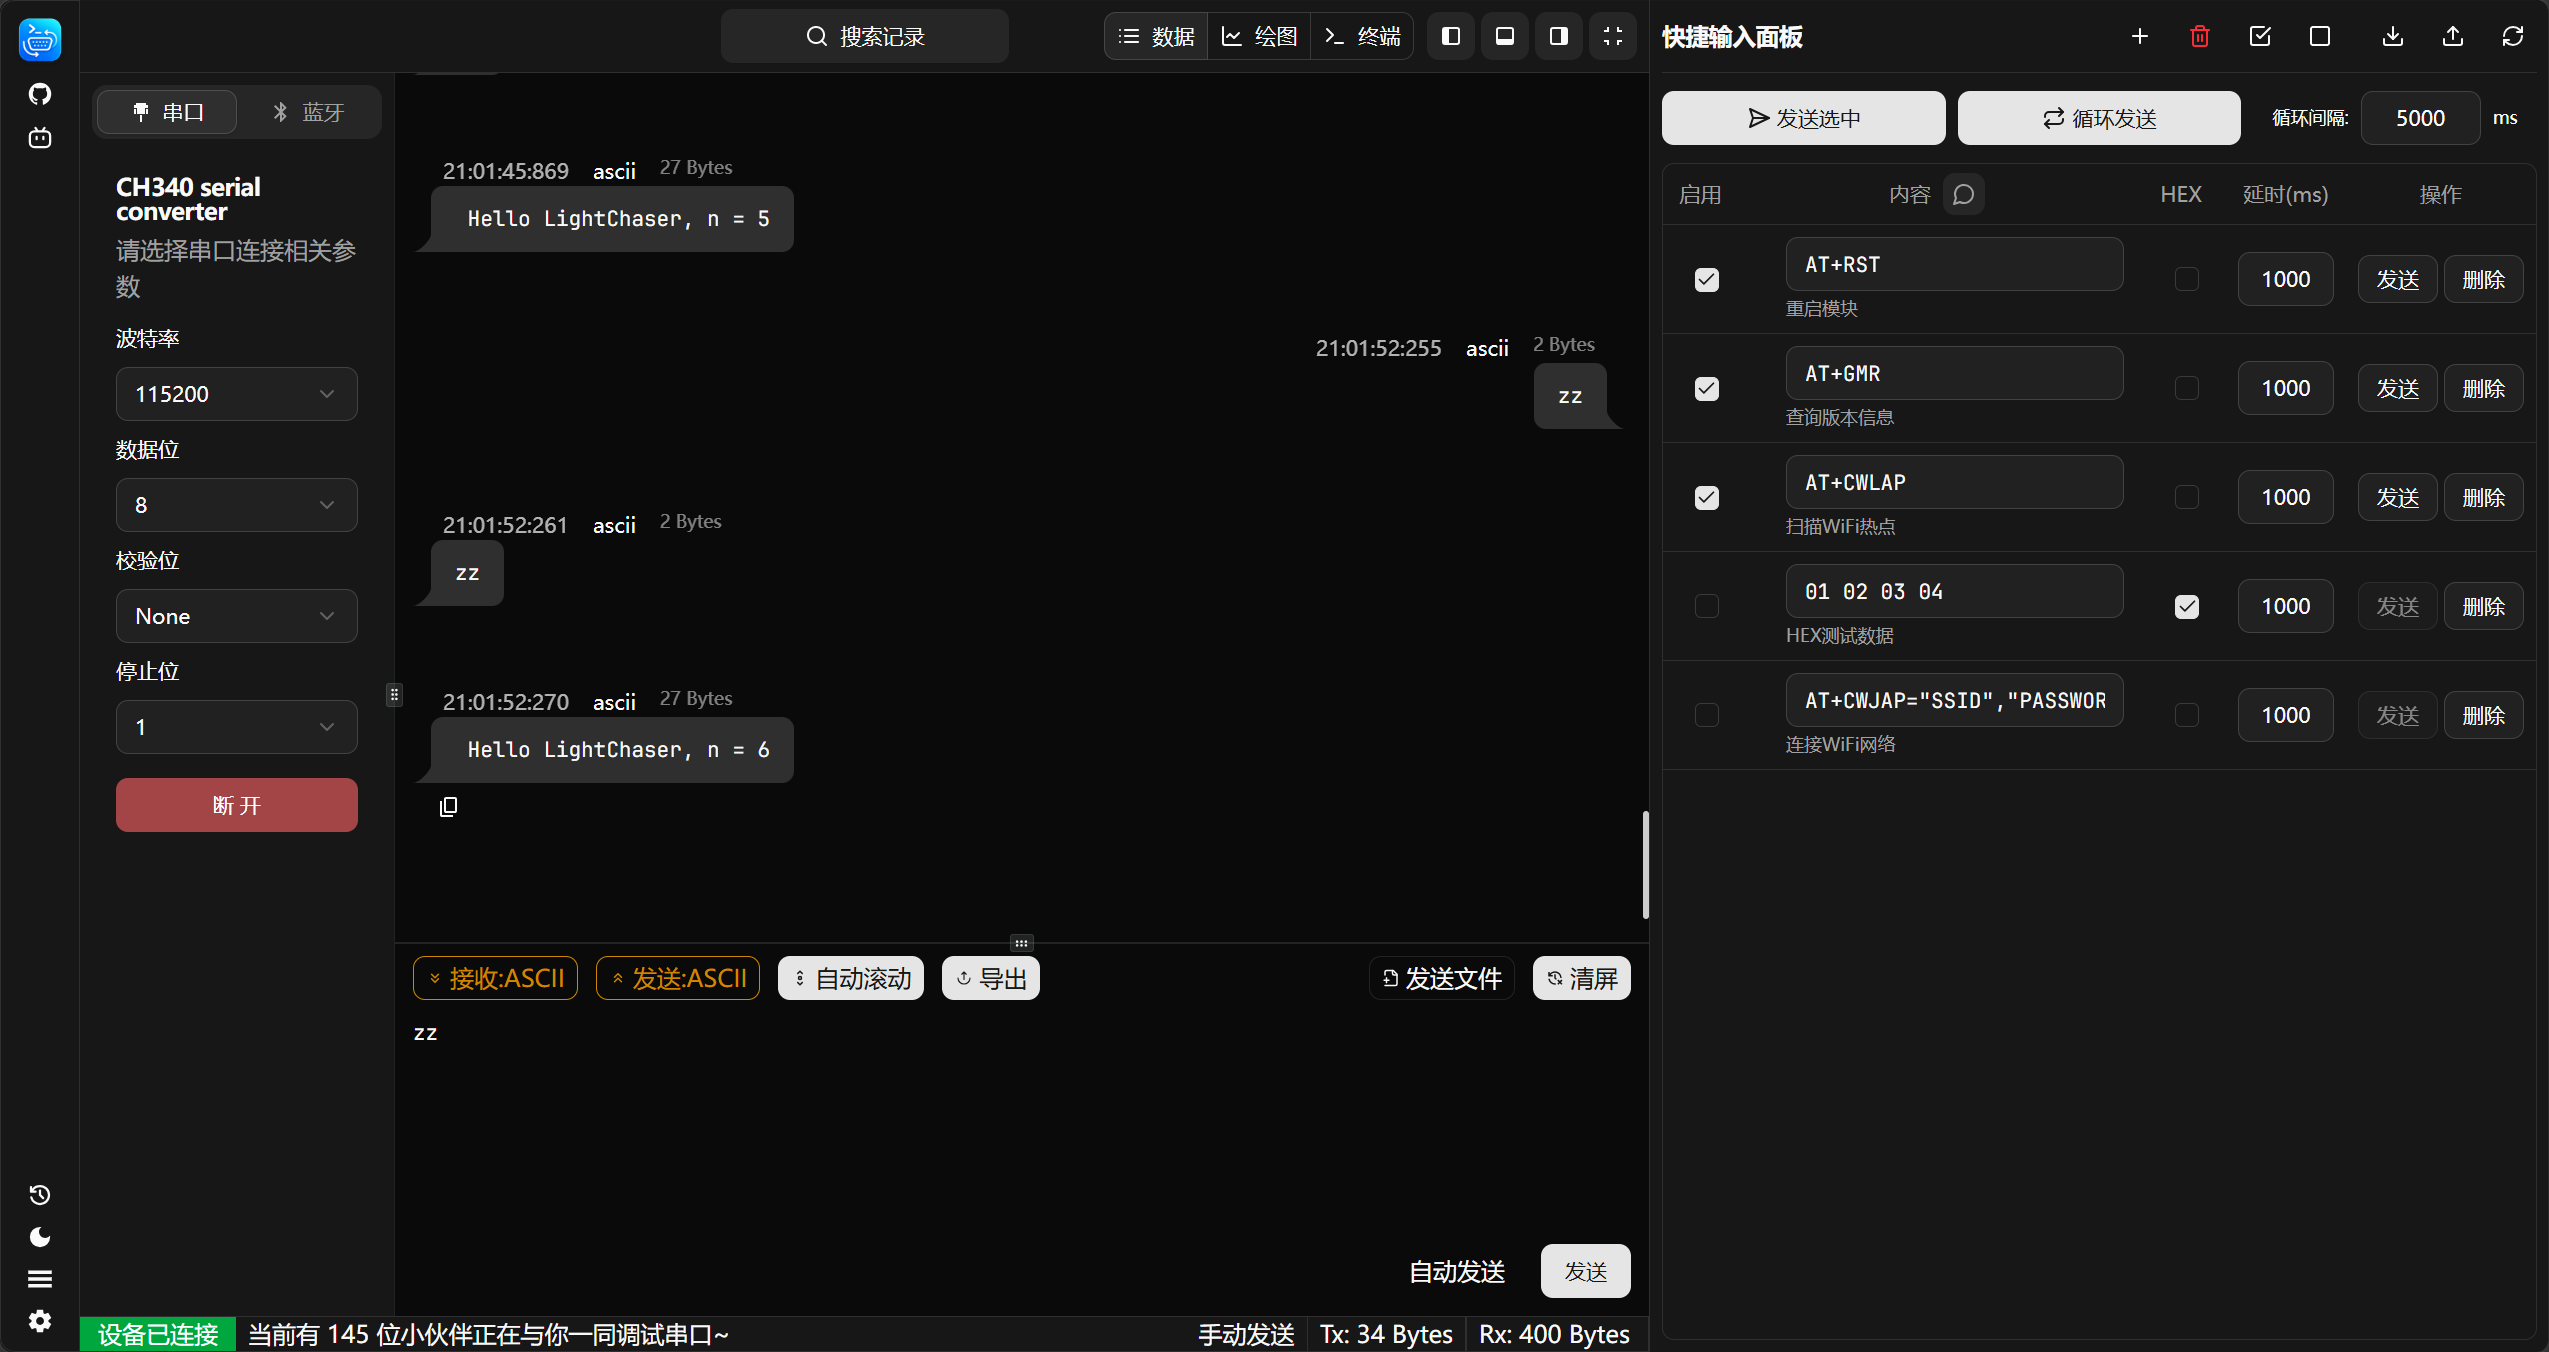 搜索记录
数据
绘图
终端
快捷输入面板
串口
蓝牙
CH340 serial
converter
请选择串口连接相关参
数
波特率
115200
数据位
8
校验位
None
停止位
1
断 开
21:01:45:869 ascii 27 Bytes
Hello LightChaser, n = 5
21:01:52:255 ascii 2 Bytes
zz
21:01:52:261 ascii 2 Bytes
zz
21:01:52:270 ascii 27 Bytes
Hello LightChaser, n = 6
接收:ASCII
发送:ASCII
自动滚动
导出
发送文件
清屏
zz
自动发送
发送
发送选中
循环发送
循环间隔:
5000
ms
启用 内容 HEX 延时(ms) 操作
AT+RST 1000 发送 删除
重启模块
AT+GMR 1000 发送 删除
查询版本信息
AT+CWLAP 1000 发送 删除
扫描WiFi热点
01 02 03 04 1000 发送 删除
HEX测试数据
AT+CWJAP="SSID","PASSWOR 1000 发送 删除
连接WiFi网络
设备已连接
当前有 145 位小伙伴正在与你一同调试串口~
手动发送
Tx: 34 Bytes
Rx: 400 Bytes